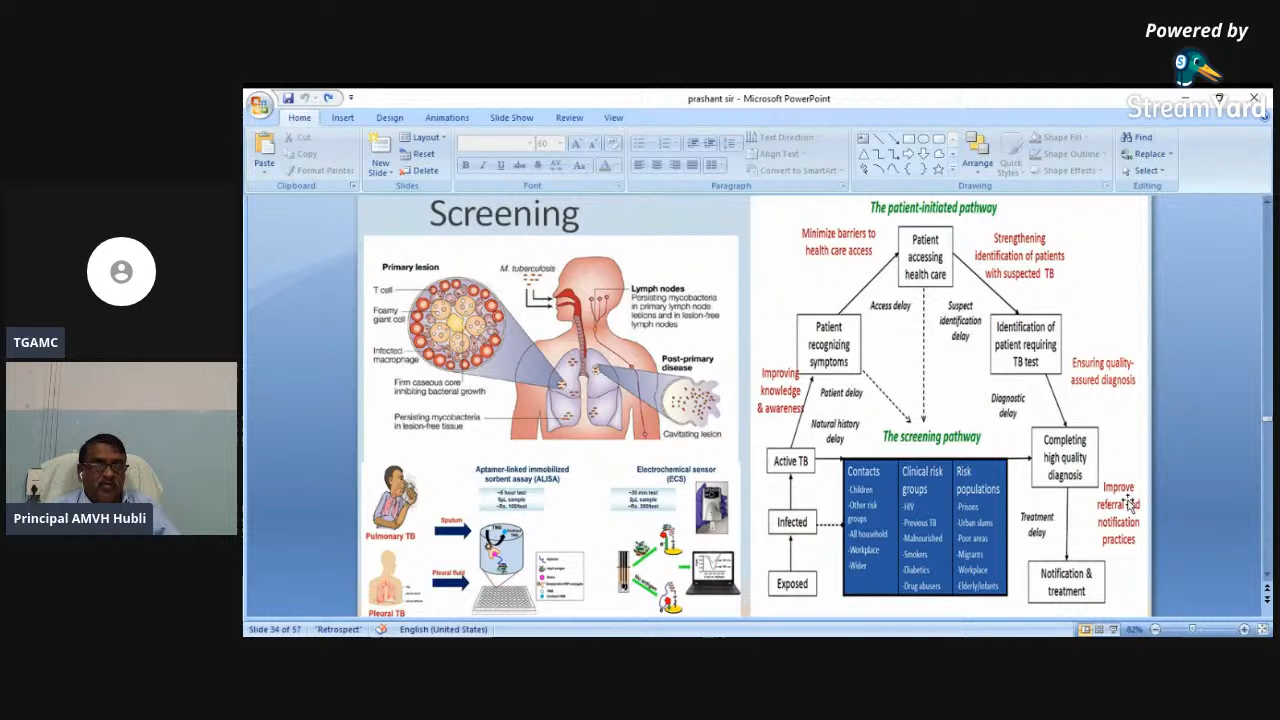 Powered by
StreamYard
prashant sir - Microsoft PowerPoint
Home
Insert
Design
Animations
Slide Show
Review
View
Paste
Cut
Copy
Format Painter
Clipboard
New
Slide
Layout
Reset
Delete
Slides
60
Font
Paragraph
Text Direction
Align Text
Convert to SmartArt
Arrange
Quick
Styles
Shape Fill
Shape Outline
Shape Effects
Drawing
Find
Replace
Select
Editing
TGAMC
Principal AMVH Hubli
Screening
Primary lesion
T cell
Foamy
giant cell
Infected
macrophage
Firm caseous core
inhibiting bacterial growth
Persisting mycobacteria
in lesion-free tissue
M. tuberculosis
Lymph nodes
Persisting mycobacteria
in primary lymph node
lesions and in lesion-free
lymph nodes
Post-primary
disease
Cavitating lesion
Aptamer-linked immobilized
sorbent assay (ALISA)
Electrochemical sensor
(ECS)
Sputum
Pulmonary TB
Pleural fluid
Pleural TB
The patient-initiated pathway
Minimize barriers to
health care access
Patient
accessing
health care
Strengthening
identification of patients
with suspected TB
Access delay
Suspect
identification
delay
Patient
recognizing
symptoms
Identification of
patient requiring
TB test
Improving
knowledge
& awareness
Patient delay
Ensuring quality-
assured diagnosis
Diagnostic
delay
Natural history
delay
The screening pathway
Active TB
Completing
high quality
diagnosis
Contacts
-Children
-Other risk
groups
-All household
-Workplace
-Wider
Clinical risk
groups
-HIV
-Previous TB
-Malnourished
-Smokers
-Diabetics
-Drug abusers
Risk
populations
-Prisons
-Urban slums
-Poor areas
-Migrants
-Workplace
-Elderly/infants
Infected
Exposed
Treatment
delay
Improve
referral and
notification
practices
Notification &
treatment
Slide 34 of 57
"Retrospect"
English (United States)
82%